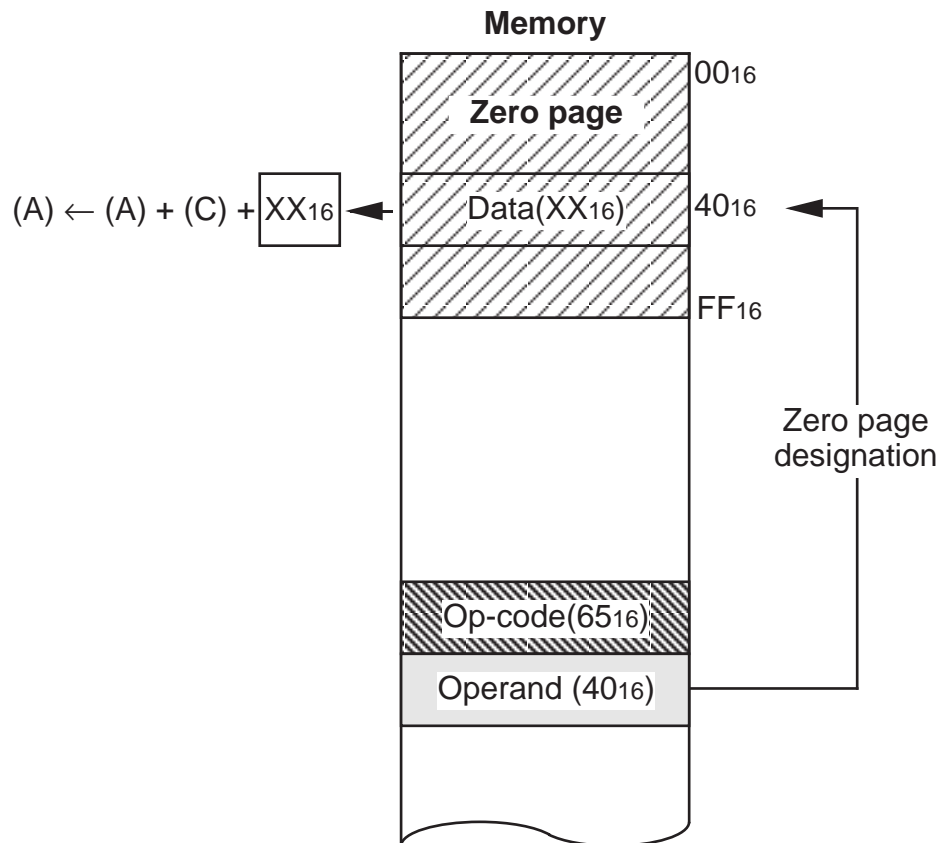 Memory
00₁₆
Zero page
(A) ← (A) + (C) + XX₁₆
Data(XX₁₆)
40₁₆
FF₁₆
Zero page
designation
Op-code(65₁₆)
Operand (40₁₆)